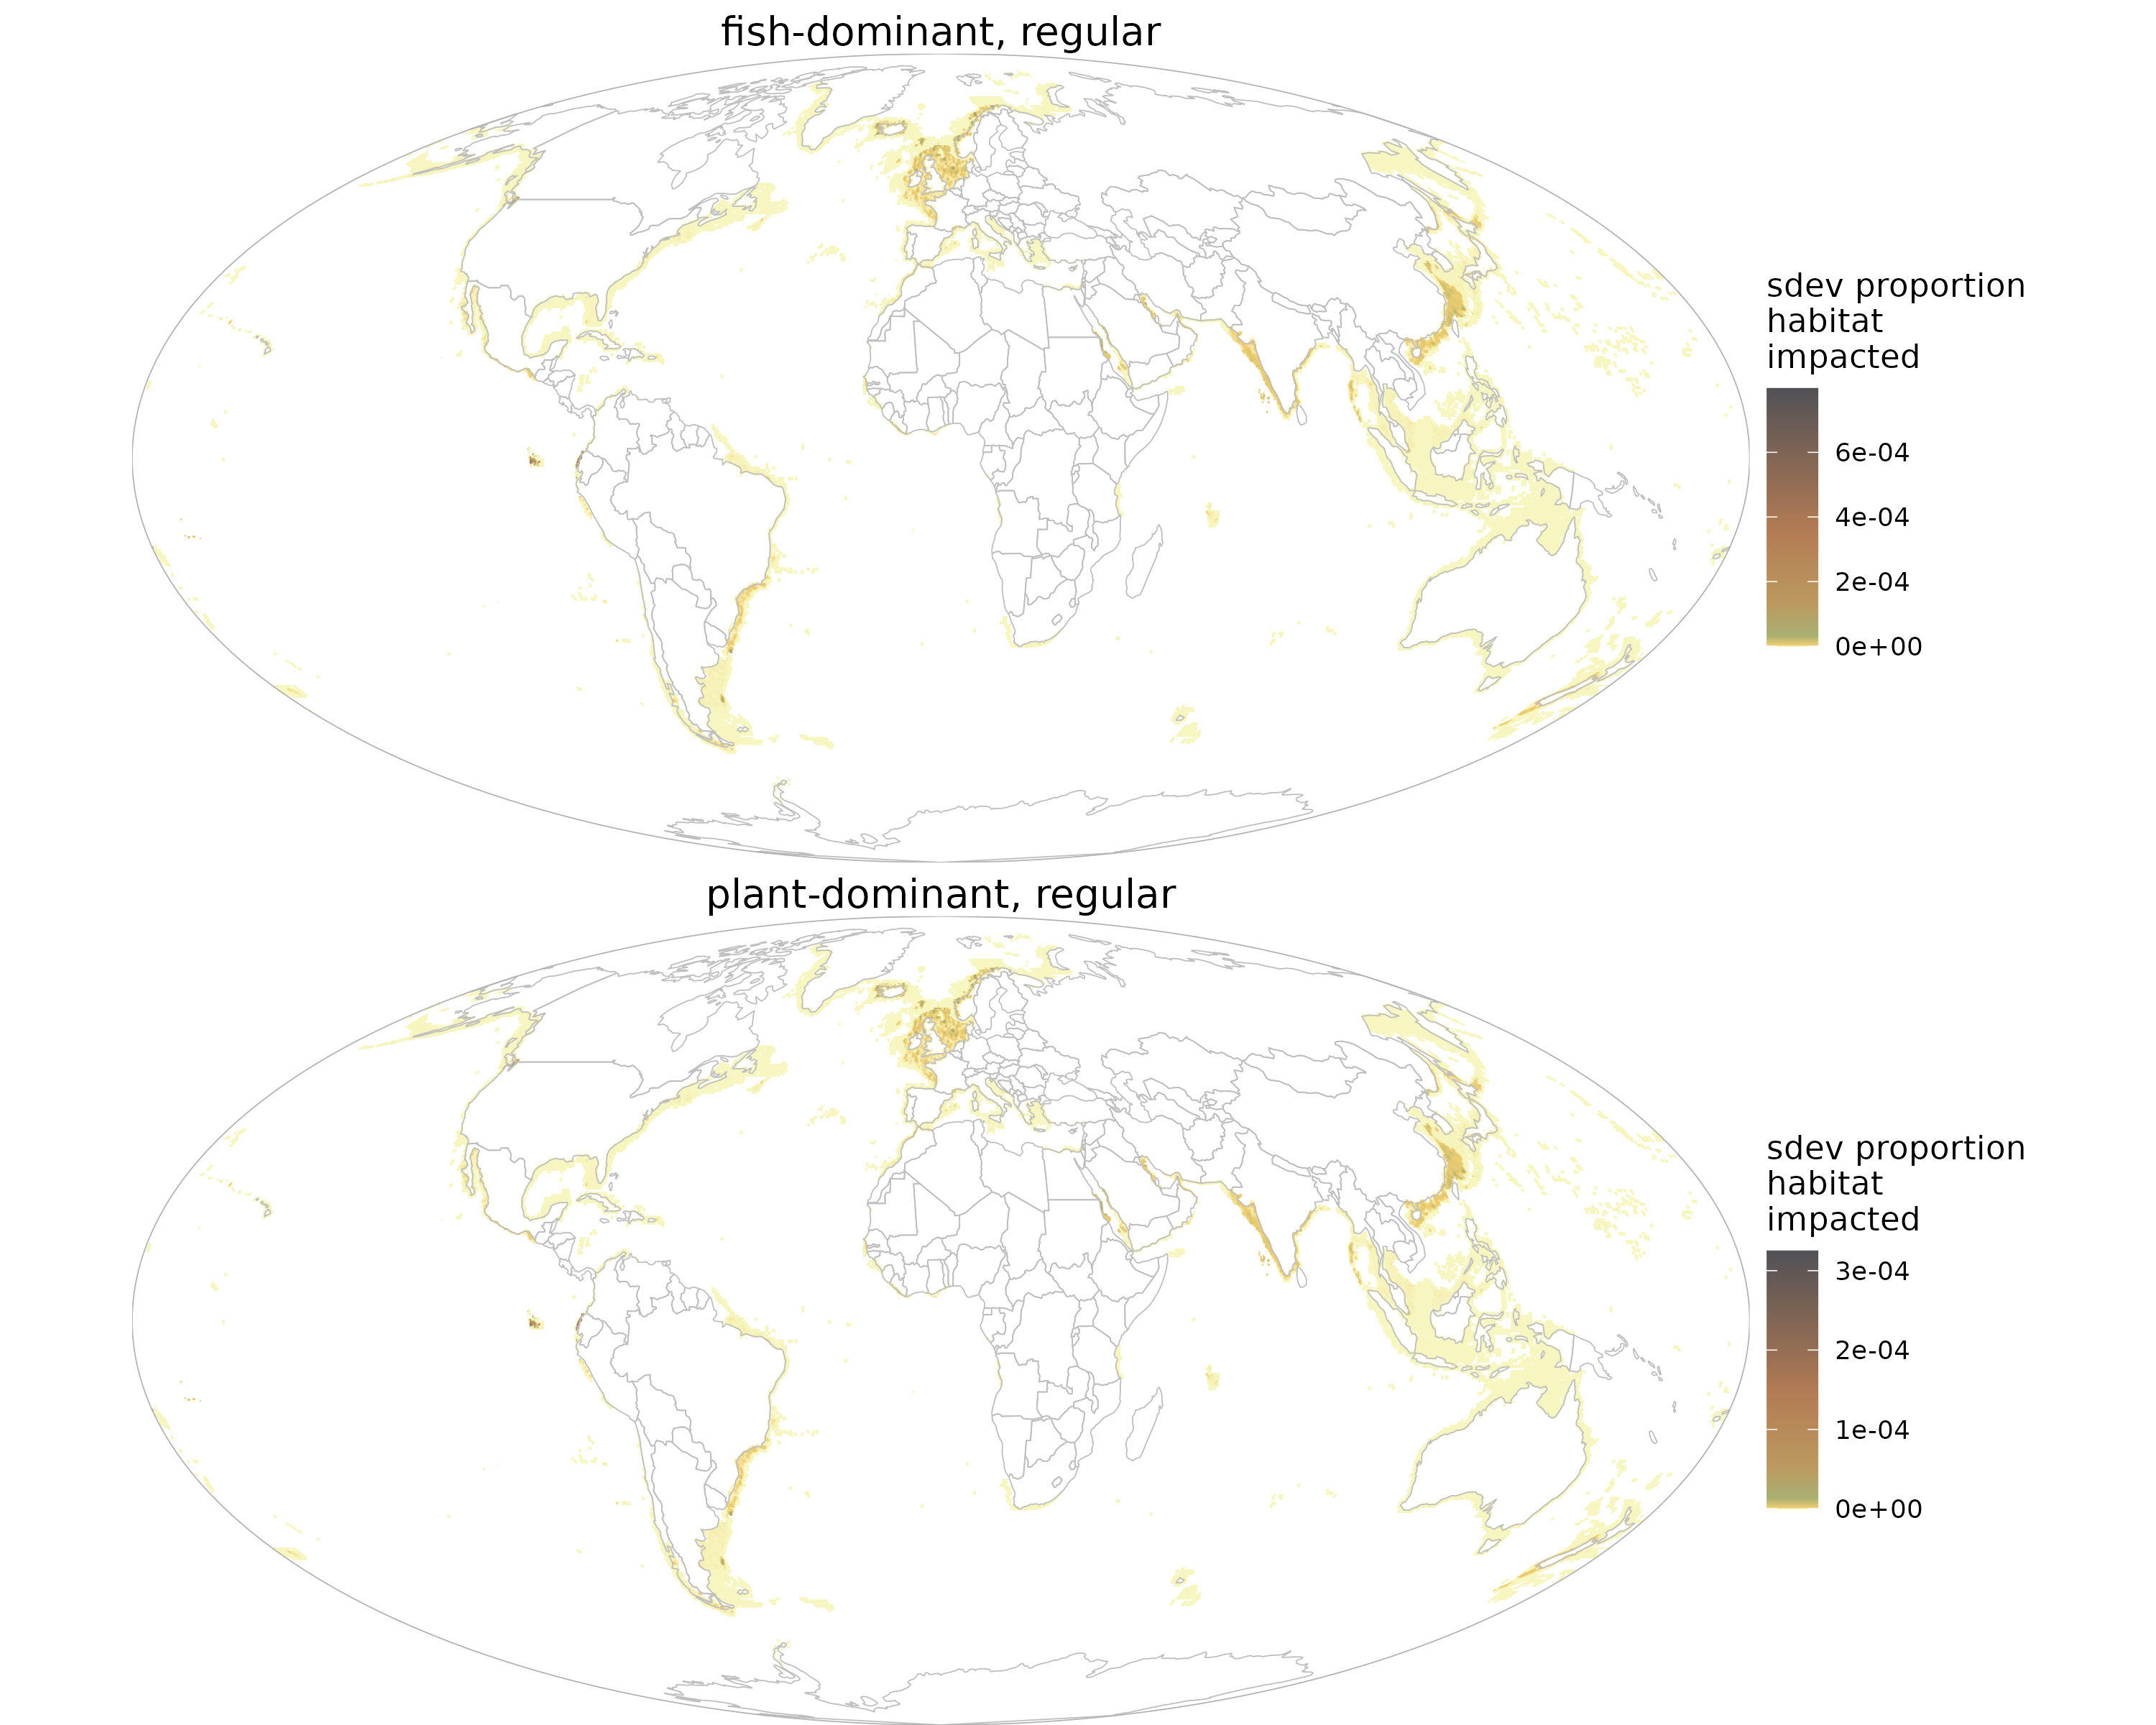 fish-dominant, regular
sdev proportion
habitat
impacted
6e-04
4e-04
2e-04
0e+00
plant-dominant, regular
sdev proportion
habitat
impacted
3e-04
2e-04
1e-04
0e+00